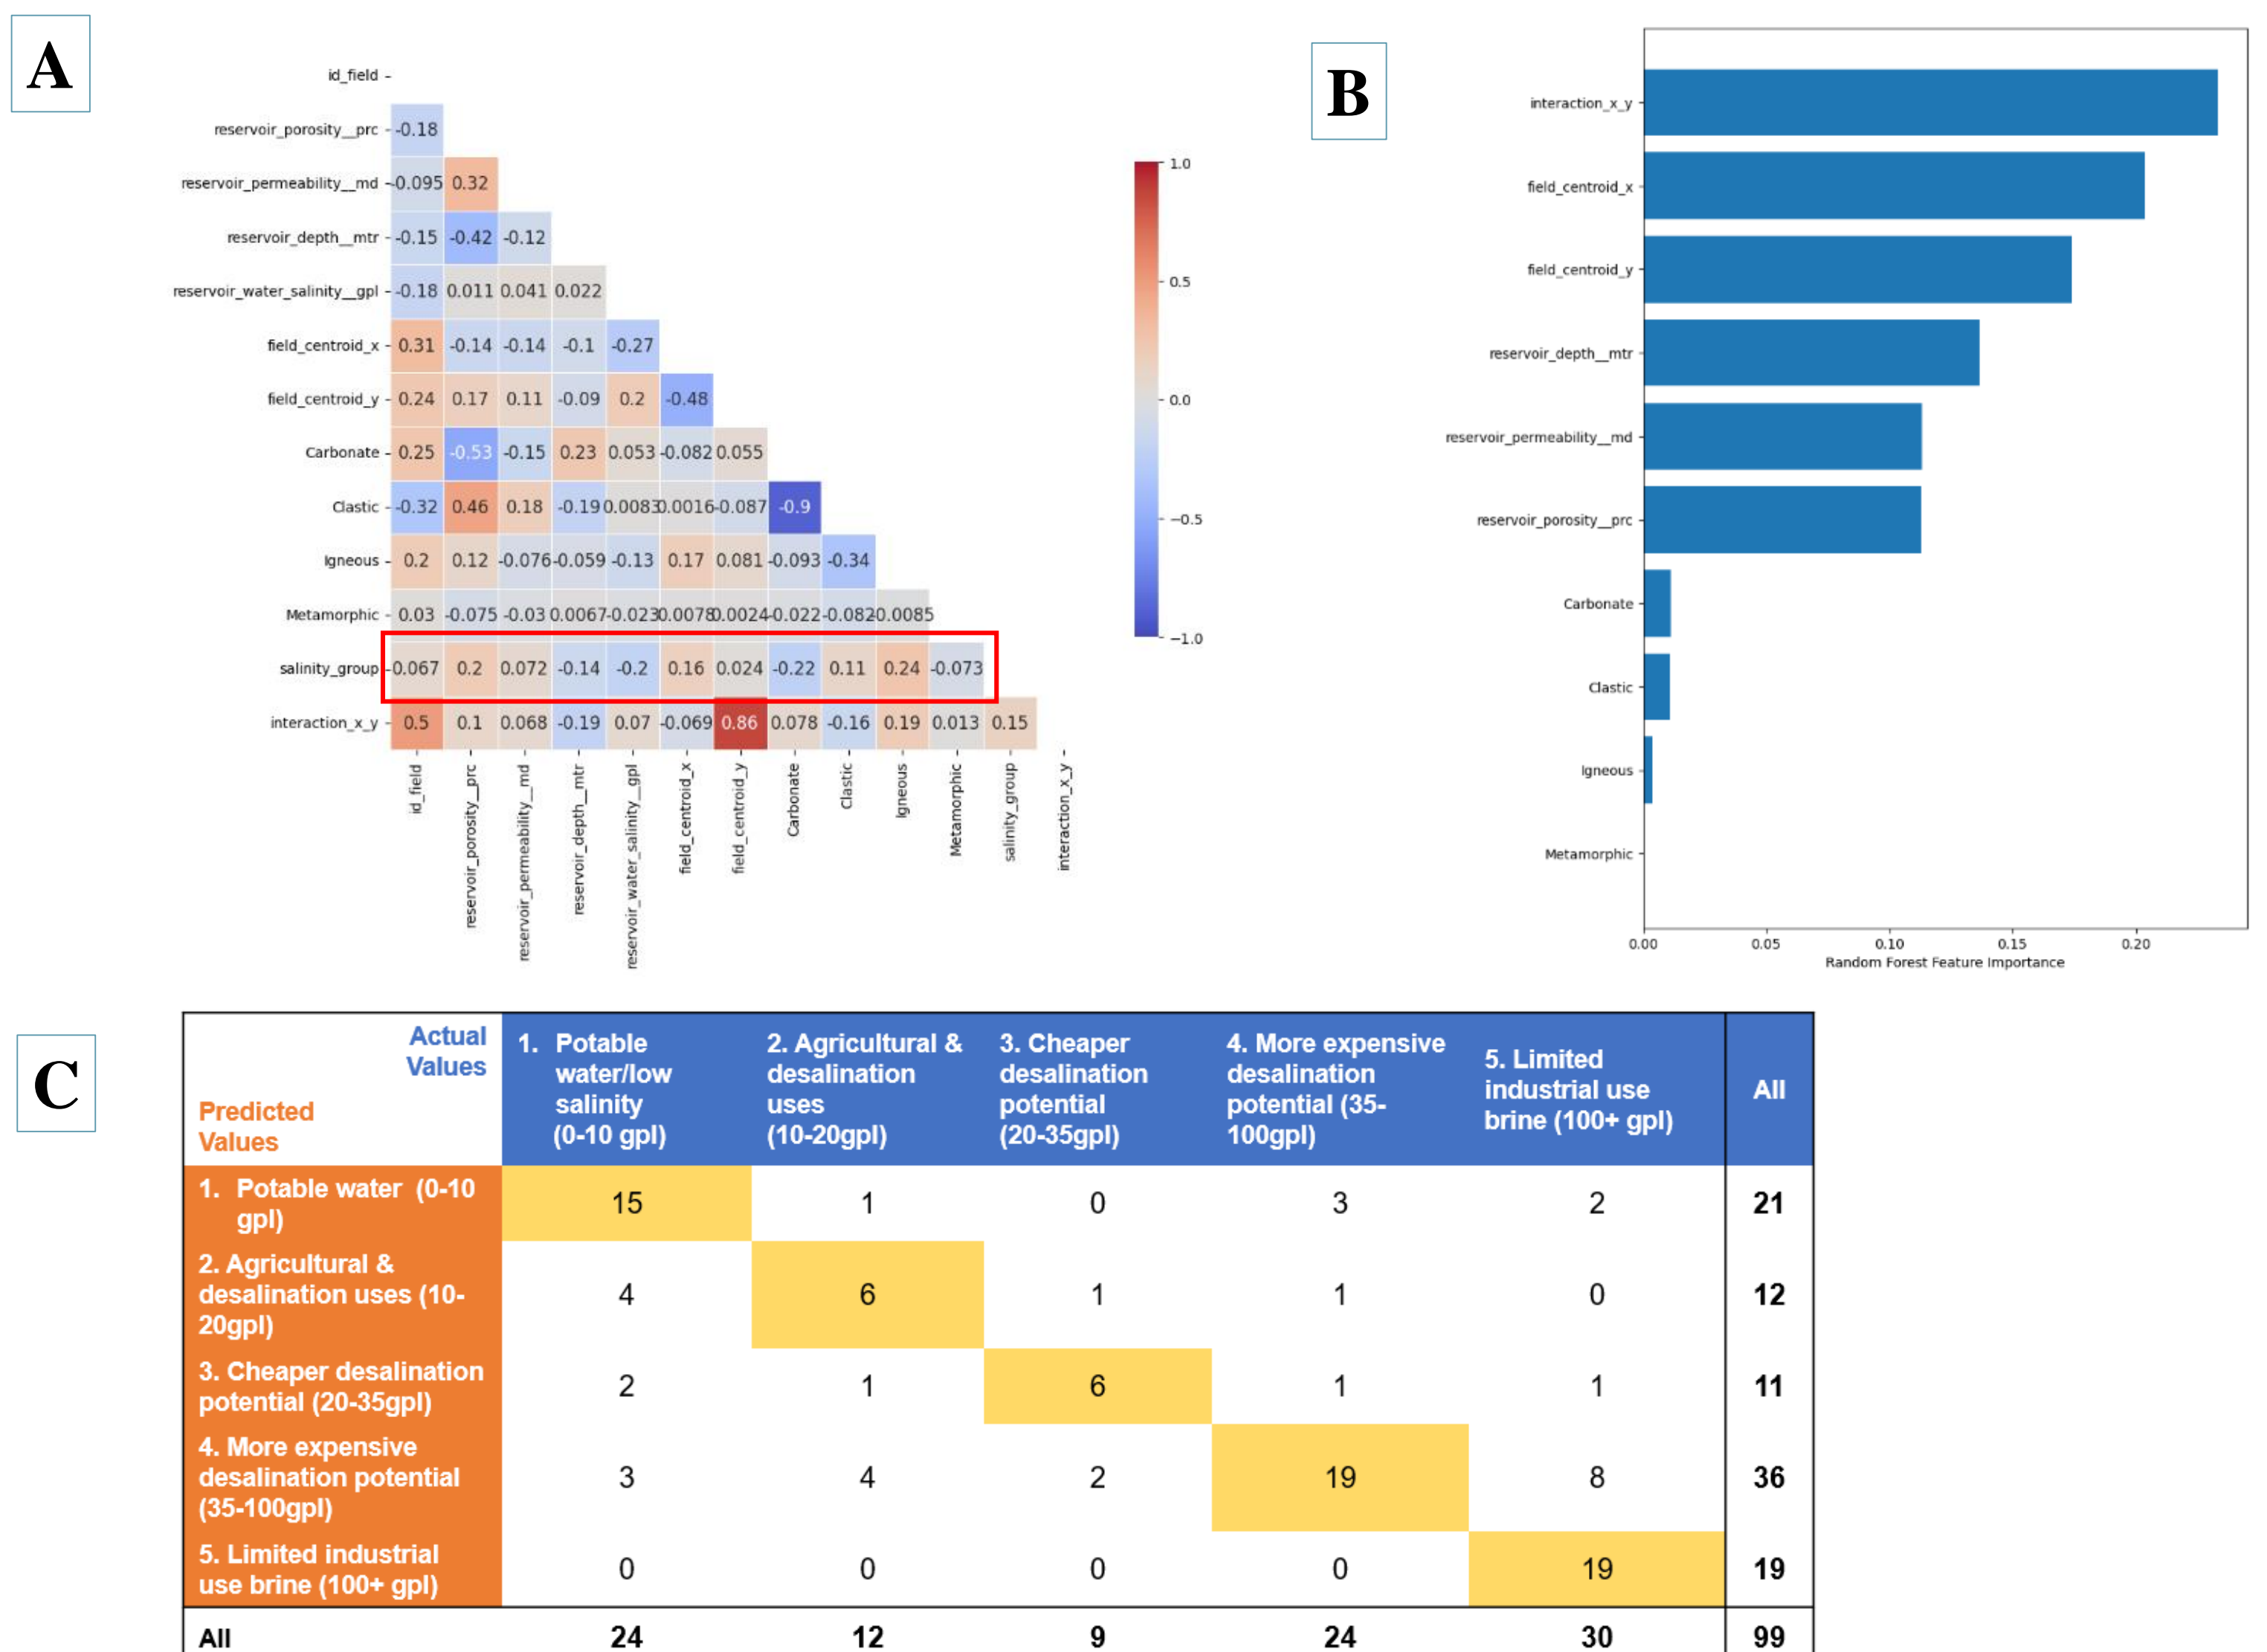 A
id_field
reservoir_porosity__prc -0.18
reservoir_permeability__md -0.095 0.32
reservoir_depth__mtr -0.15 -0.42 -0.12
reservoir_water_salinity__gpl -0.18 0.011 0.041 0.022
field_centroid_x 0.31 -0.14 -0.14 -0.1 -0.27
field_centroid_y 0.24 0.17 0.11 -0.09 0.2 -0.48
Carbonate 0.25 -0.53 -0.15 0.23 0.053 -0.082 0.055
Clastic -0.32 0.46 0.18 -0.19 0.0083 0.0016 -0.087 -0.9
Igneous 0.2 0.12 -0.076 -0.059 -0.13 0.17 0.081 -0.093 -0.34
Metamorphic 0.03 -0.075 -0.03 0.0067 -0.023 0.0078 0.0024 -0.022 -0.082 0.0085
salinity_group 0.067 0.2 0.072 -0.14 -0.2 0.16 0.024 -0.22 0.11 0.24 -0.073
interaction_x_y 0.5 0.1 0.068 -0.19 0.07 -0.069 0.86 0.078 -0.16 0.19 0.013 0.15
id_field
reservoir_porosity__prc
reservoir_permeability__md
reservoir_depth__mtr
reservoir_water_salinity__gpl
field_centroid_x
field_centroid_y
Carbonate
Clastic
Igneous
Metamorphic
salinity_group
interaction_x_y
1.0
0.5
0.0
−0.5
−1.0
B
interaction_x_y
field_centroid_x
field_centroid_y
reservoir_depth__mtr
reservoir_permeability__md
reservoir_porosity__prc
Carbonate
Clastic
Igneous
Metamorphic
0.00 0.05 0.10 0.15 0.20
Random Forest Feature Importance
C
Actual
Values
Predicted
Values
1. Potable
water/low
salinity
(0-10 gpl)
2. Agricultural &
desalination
uses
(10-20gpl)
3. Cheaper
desalination
potential
(20-35gpl)
4. More expensive
desalination
potential (35-
100gpl)
5. Limited
industrial use
brine (100+ gpl)
All
1. Potable water (0-10
gpl)
15 1 0 3 2 21
2. Agricultural &
desalination uses (10-
20gpl)
4 6 1 1 0 12
3. Cheaper desalination
potential (20-35gpl)
2 1 6 1 1 11
4. More expensive
desalination potential
(35-100gpl)
3 4 2 19 8 36
5. Limited industrial
use brine (100+ gpl)
0 0 0 0 19 19
All 24 12 9 24 30 99